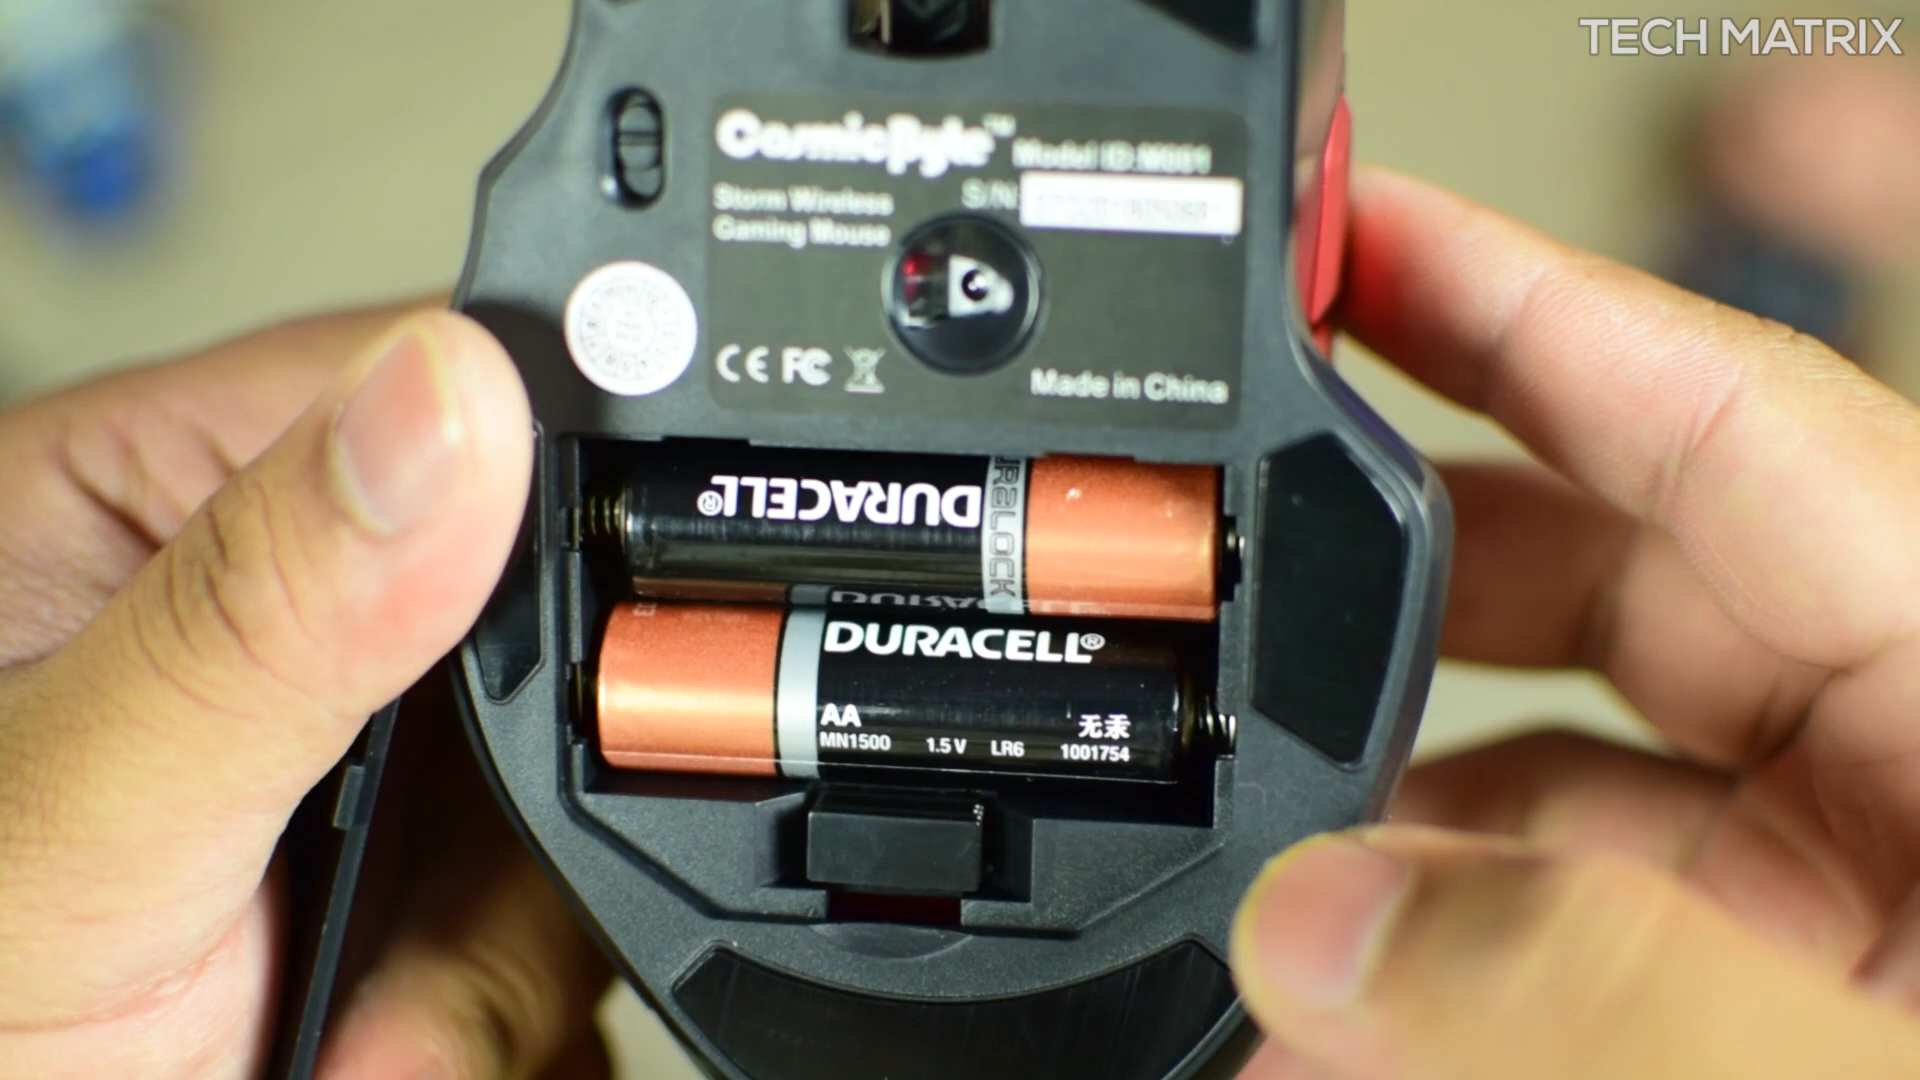 TECH MATRIX
CosmicByte™ Model ID:M001
Storm Wireless
Gaming Mouse
S/N
CE FC
Made in China
DURACELL®
DURALOCK
DURACELL®
AA
无汞
MN1500 1.5 V LR6 1001754